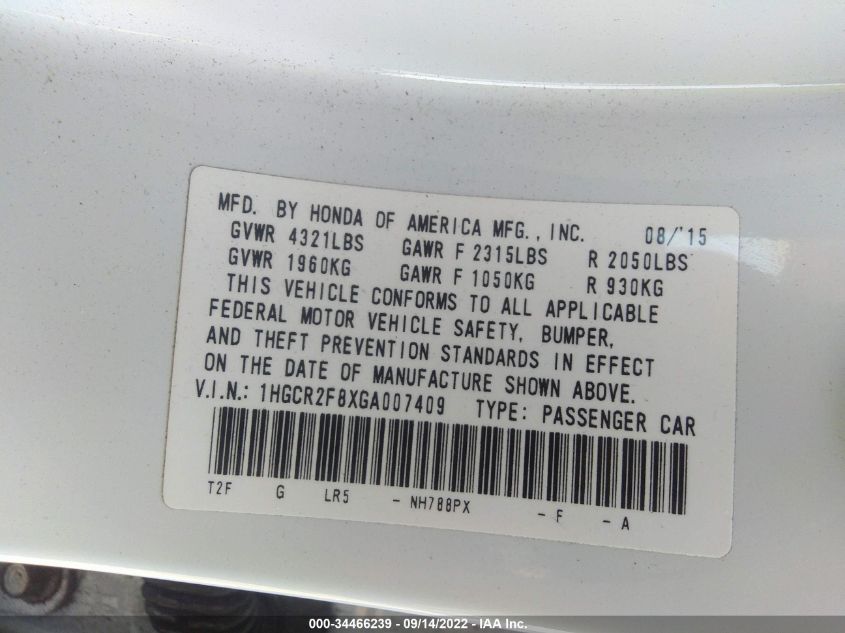 MFD. BY HONDA OF AMERICA MFG., INC. 08/'15
GVWR 4321LBS GAWR F 2315LBS R 2050LBS
GVWR 1960KG GAWR F 1050KG R 930KG
THIS VEHICLE CONFORMS TO ALL APPLICABLE
FEDERAL MOTOR VEHICLE SAFETY, BUMPER,
AND THEFT PREVENTION STANDARDS IN EFFECT
ON THE DATE OF MANUFACTURE SHOWN ABOVE.
V.I.N.: 1HGCR2F8XGA007409 TYPE: PASSENGER CAR
T2F G LR5 - NH788PX - F - A
000-34466239 - 09/14/2022 - IAA Inc.